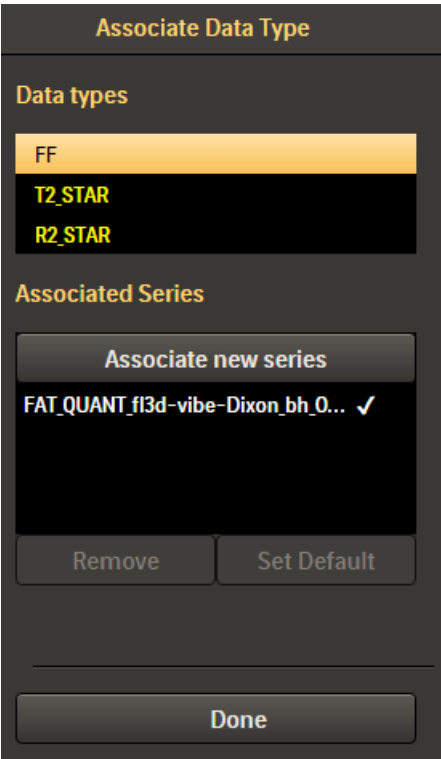 Associate Data Type
Data types
FF
T2_STAR
R2_STAR
Associated Series
Associate new series
FAT_QUANT_fl3d-vibe-Dixon_bh_0... ✓
Remove Set Default
Done